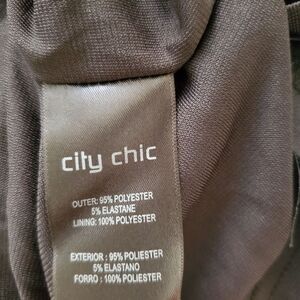 city chic
OUTER: 95% POLYESTER
5% ELASTANE
LINING: 100% POLYESTER
EXTERIOR : 95% POLIESTER
5% ELASTANO
FORRO : 100% POLIESTER